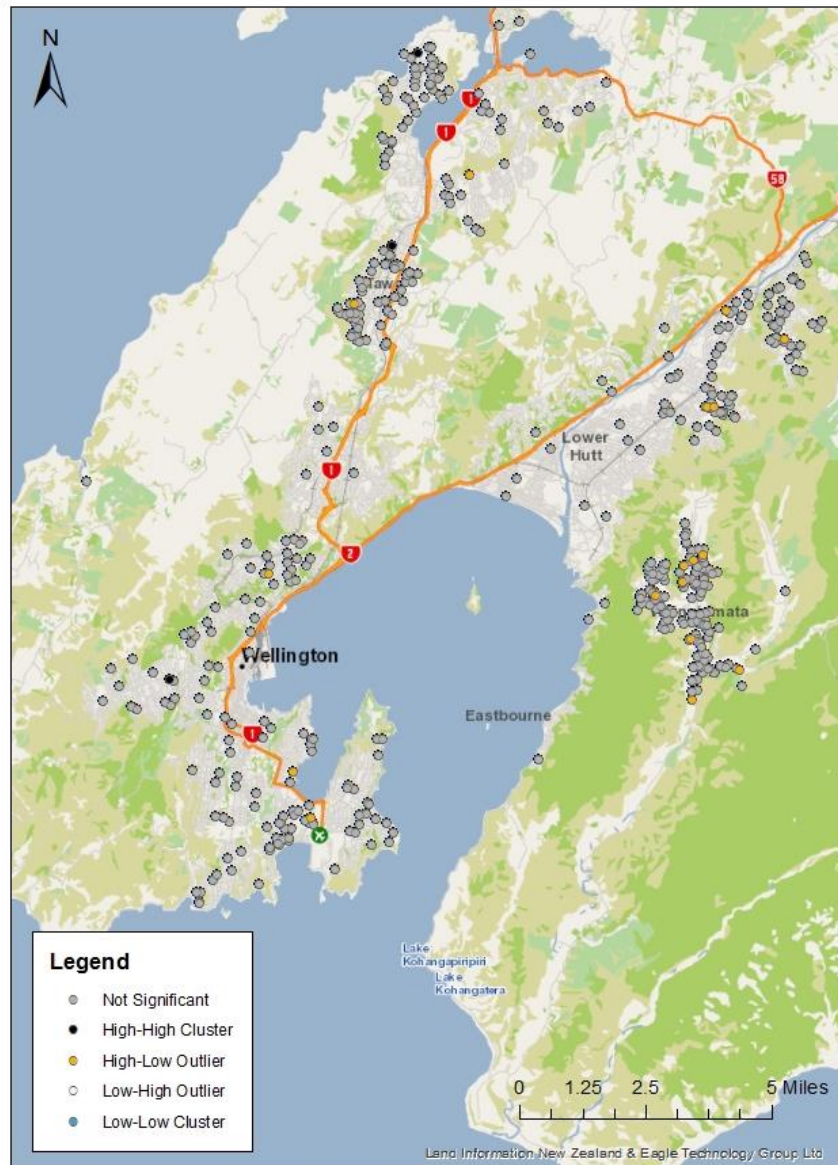 N
1
1
58
Taw
1
Lower
Hutt
2
mata
Wellington
Eastbourne
1
Lake
Kohangapiripiri
Lake
Kohangatera
Legend
Not Significant
High-High Cluster
High-Low Outlier
Low-High Outlier
Low-Low Cluster
0 1.25 2.5 5 Miles
Land Information New Zealand & Eagle Technology Group Ltd